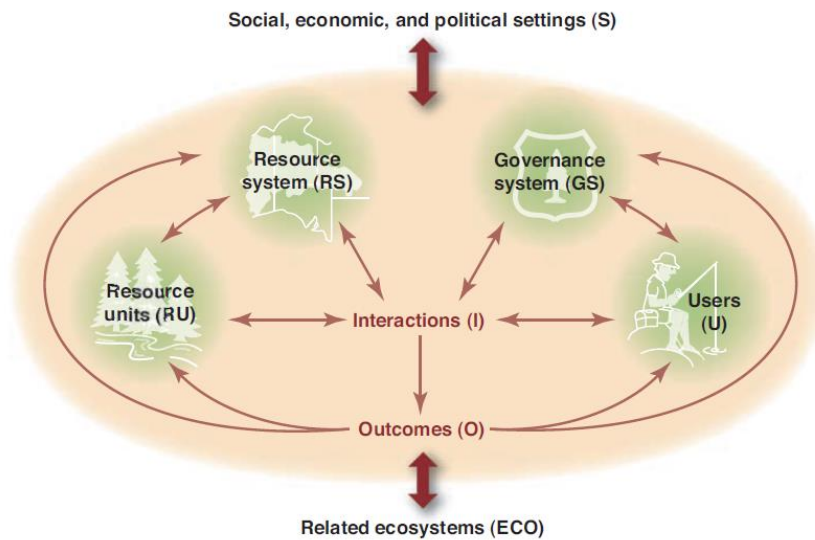 Social, economic, and political settings (S)
Resource
system (RS)
Governance
system (GS)
Resource
units (RU)
Interactions (I)
Users
(U)
Outcomes (O)
Related ecosystems (ECO)